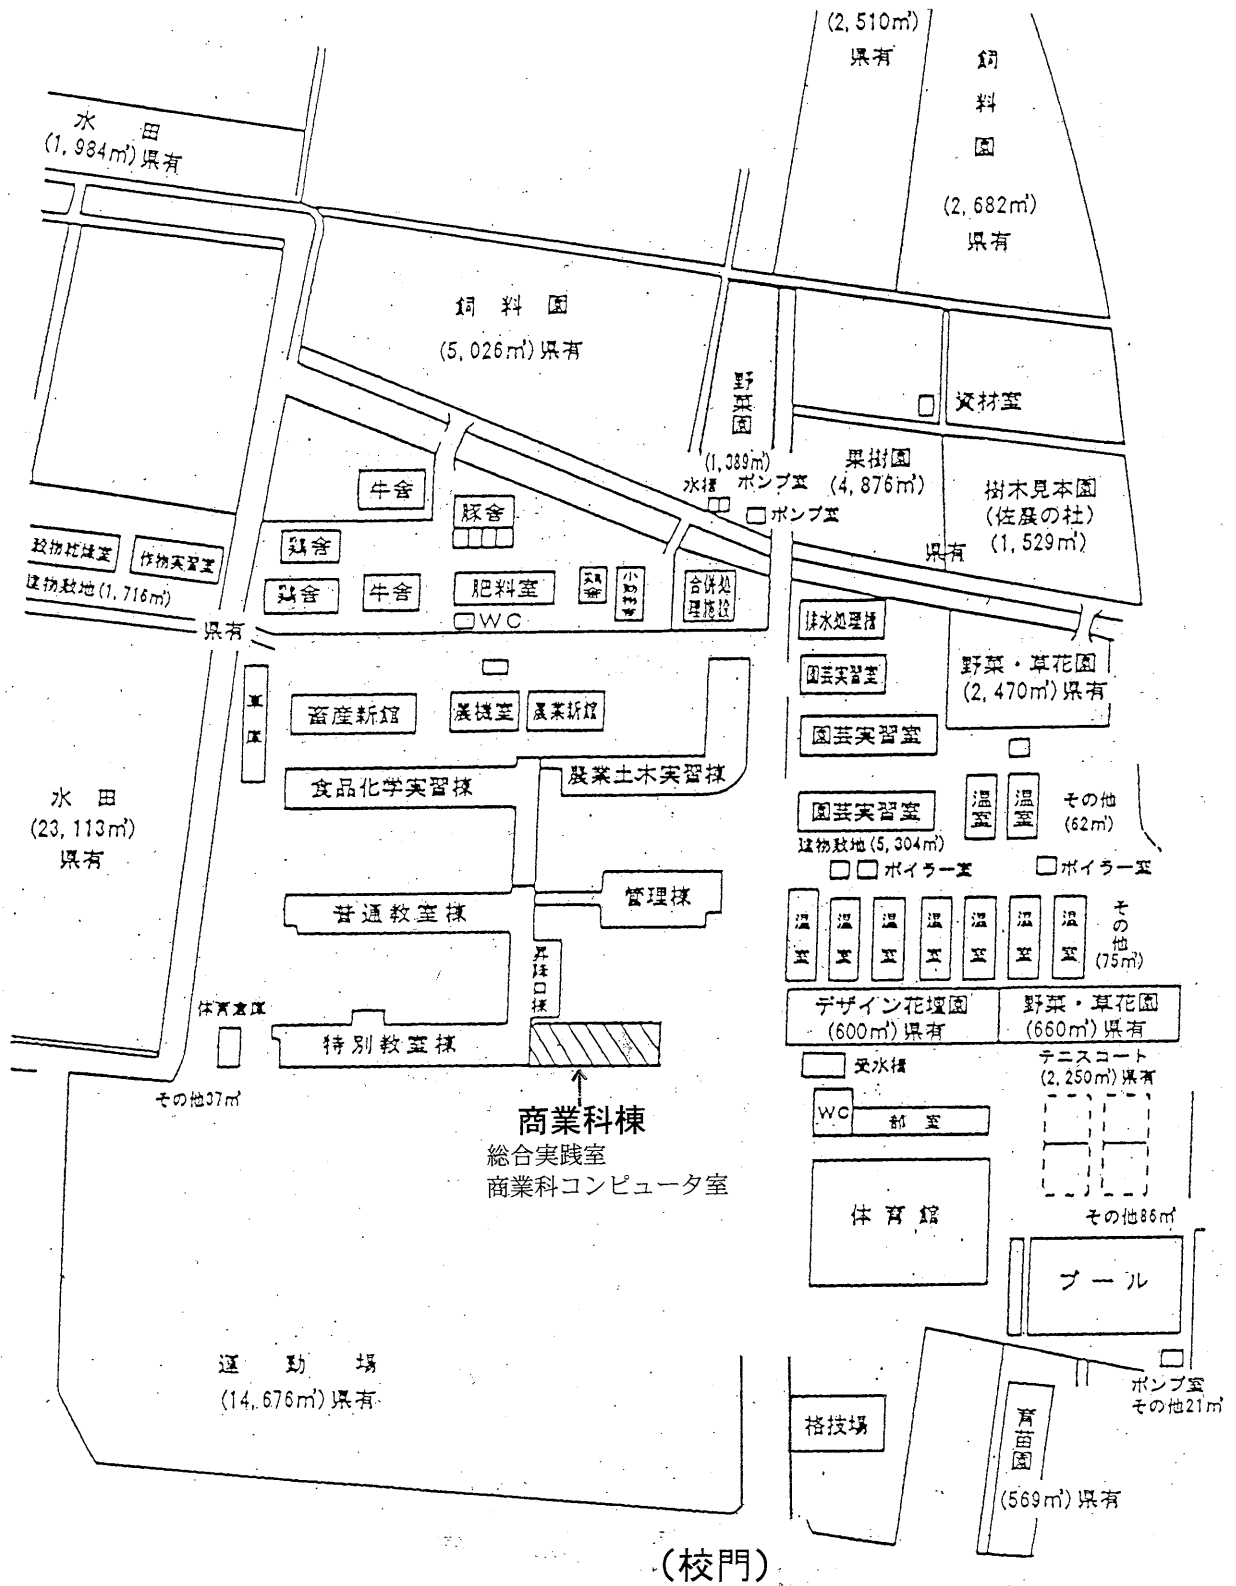 (2,510㎡)
県有
飼料園
(2,682㎡)
県有
水田
(1,984㎡)県有
飼料園
(5,026㎡)県有
野菜園
(1,389㎡)
資材室
果樹園
(4,876㎡)
樹木見本園
(佐農の杜)
(1,529㎡)
県有
水槽
ポンプ室
ポンプ室
牛舎
豚舎
鶏舎
作物実習室
建物敷地(1,716㎡)
県有
鶏舎
牛舎
肥料室
WC
合併処
理施設
排水処理槽
園芸実習室
野菜・草花園
(2,470㎡)県有
車庫
畜産新館
農機室
農業新館
園芸実習室
食品化学実習棟
農業土木実習棟
水田
(23,113㎡)
県有
園芸実習室
建物敷地(5,304㎡)
温室
温室
その他
(62㎡)
ボイラー室
ボイラー室
普通教室棟
管理棟
温室
温室
温室
温室
温室
温室
温室
その他
(75㎡)
昇降口棟
体育倉庫
特別教室棟
デザイン花壇園
(600㎡)県有
野菜・草花園
(660㎡)県有
受水槽
テニスコート
(2,250㎡)県有
その他37㎡
商業科棟
総合実践室
商業科コンピュータ室
WC
部室
体育館
その他86㎡
プール
運動場
(14,676㎡)県有
格技場
ポンプ室
その他21㎡
育苗園
(569㎡)県有
(校門)